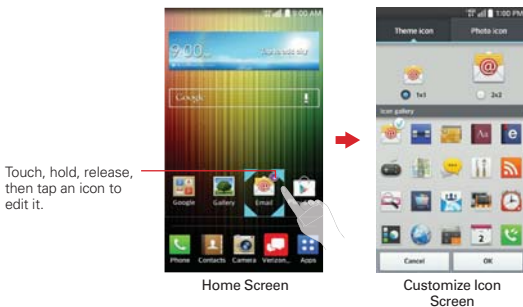 9:00 AM
9:00
Google
Touch, hold, release,
then tap an icon to
edit it.
Google
Gallery
Email
Phone
Contacts
Camera
Verizon...
Apps
Home Screen
1:00 PM
Theme icon
Photo icon
1x1
2x2
Icon gallery
Aa
e
2
Cancel
OK
Customize Icon
Screen